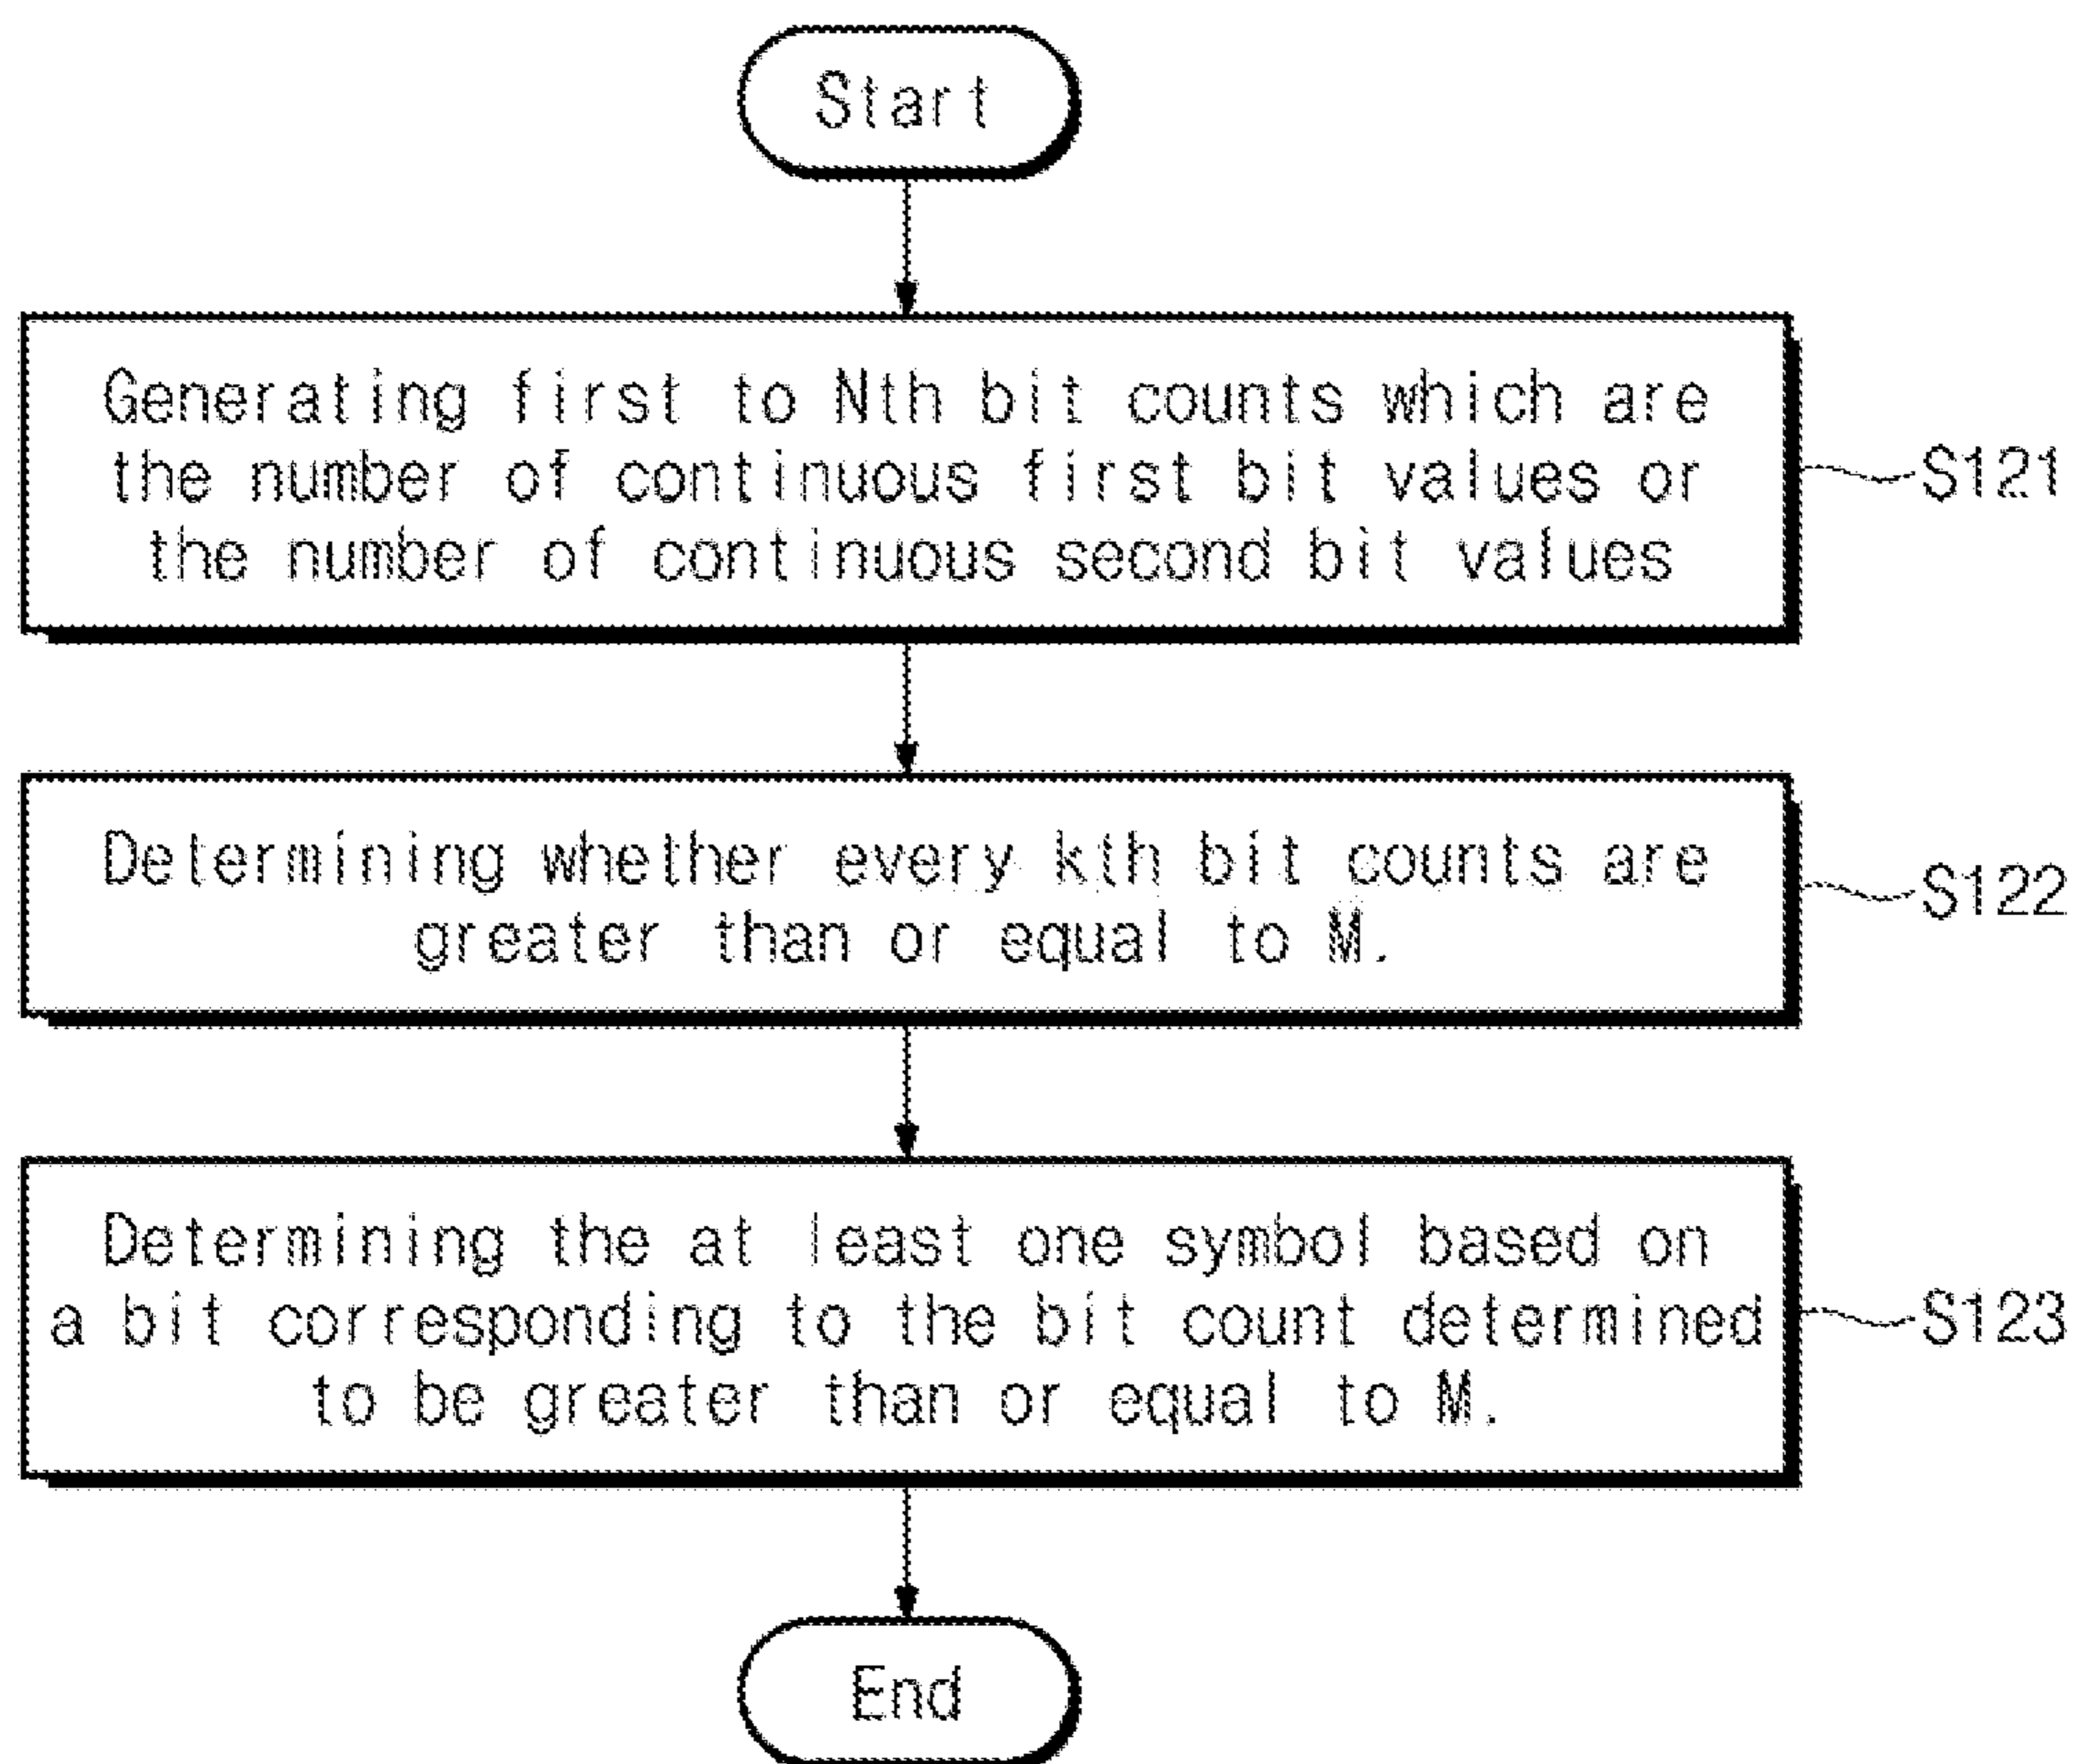 Start
Generating first to Nth bit counts which are
the number of continuous first bit values or
the number of continuous second bit values
S121
Determining whether every kth bit counts are
greater than or equal to M.
S122
Determining the at least one symbol based on
a bit corresponding to the bit count determined
to be greater than or equal to M.
S123
End